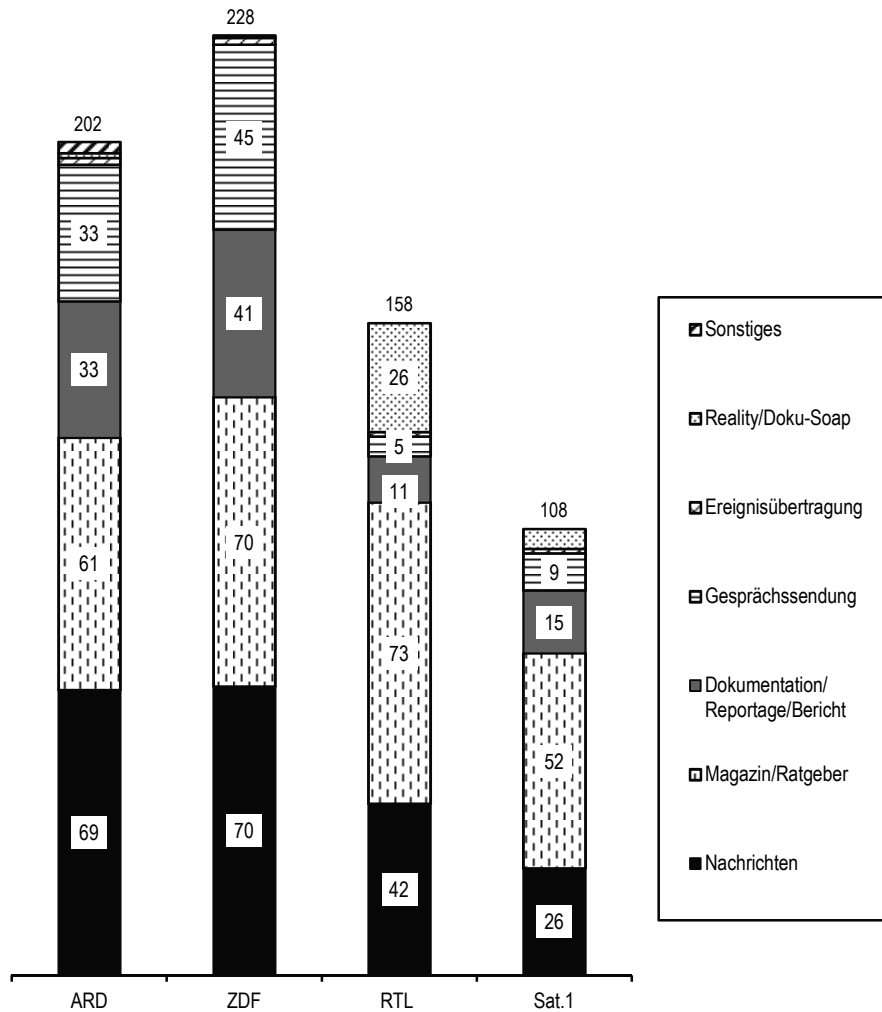 228
202
45
33
158
41
33
26
5
11
108
9
61
70
73
15
52
69
70
42
26
ARD
ZDF
RTL
Sat.1
Sonstiges
Reality/Doku-Soap
Ereignisübertragung
Gesprächssendung
Dokumentation/
Reportage/Bericht
Magazin/Ratgeber
Nachrichten